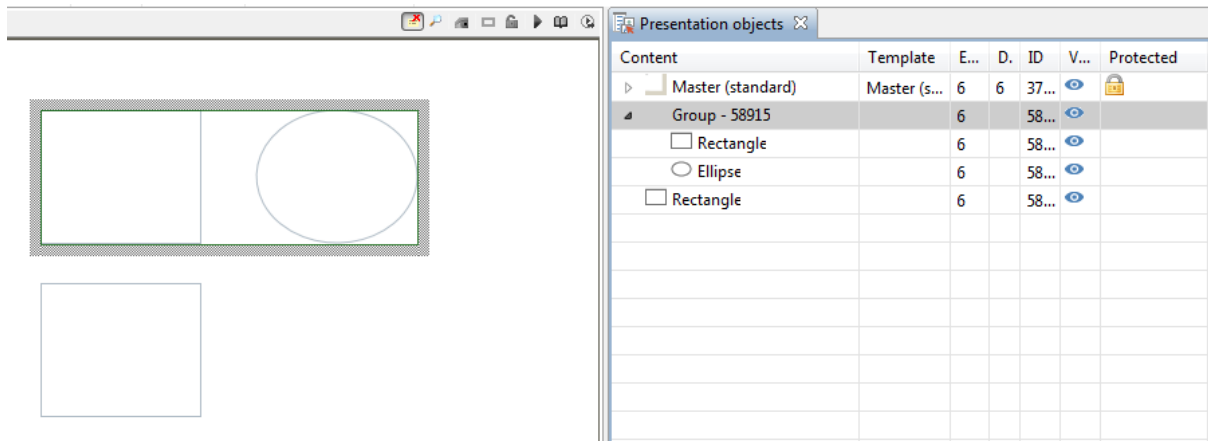 Presentation objects
Content Template E... D. ID V... Protected
Master (standard) Master (s... 6 6 37...
Group - 58915 6 58...
Rectangle 6 58...
Ellipse 6 58...
Rectangle 6 58...